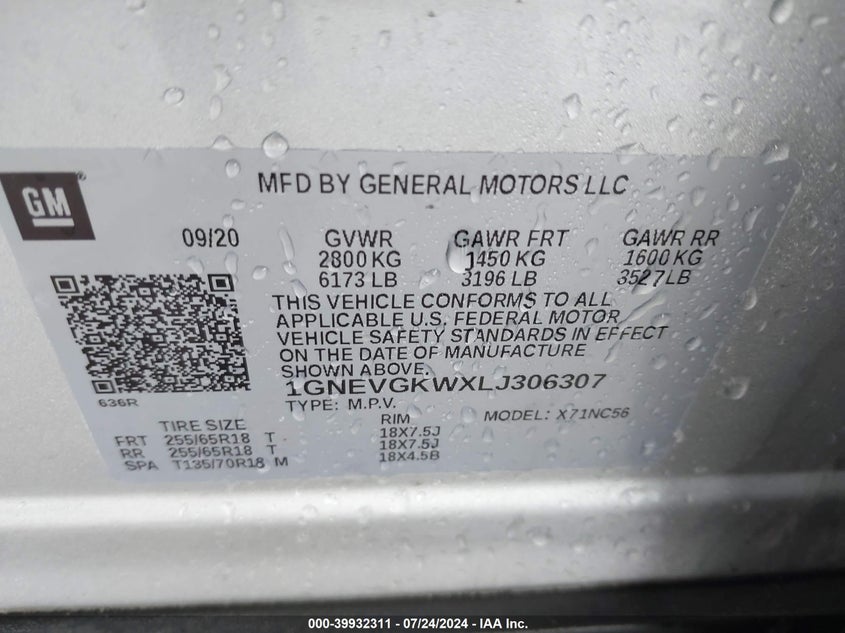 GM
MFD BY GENERAL MOTORS LLC
09/20 GVWR GAWR FRT GAWR RR
2800 KG 1450 KG 1600 KG
6173 LB 3196 LB 3527 LB
THIS VEHICLE CONFORMS TO ALL
APPLICABLE U.S. FEDERAL MOTOR
VEHICLE SAFETY STANDARDS IN EFFECT
ON THE DATE OF MANUFACTURE
SHOWN ABOVE.
1GNEVGKWXLJ306307
636R
TYPE: M.P.V. MODEL: X71NC56
TIRE SIZE RIM
FRT 255/65R18 T 18X7.5J
RR 255/65R18 T 18X7.5J
SPA T135/70R18 M 18X4.5B
000-39932311 - 07/24/2024 - IAA Inc.